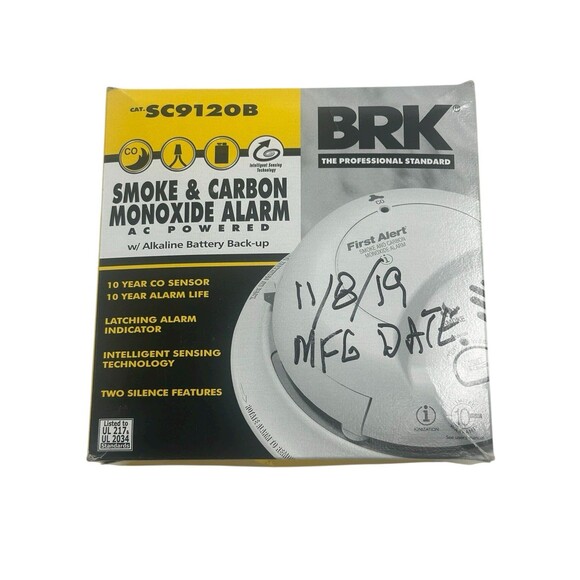 CAT. SC9120B
CO
Intelligent Sensing
Technology
SMOKE & CARBON
MONOXIDE ALARM
AC POWERED
w/ Alkaline Battery Back-up
10 YEAR CO SENSOR
10 YEAR ALARM LIFE
LATCHING ALARM
INDICATOR
INTELLIGENT SENSING
TECHNOLOGY
TWO SILENCE FEATURES
Listed to
UL 217 &
UL 2034
Standards
BRK®
THE PROFESSIONAL STANDARD
CO
First Alert
SMOKE AND CARBON
MONOXIDE ALARM
11/8/19
MFG DATE
IONIZATION
10